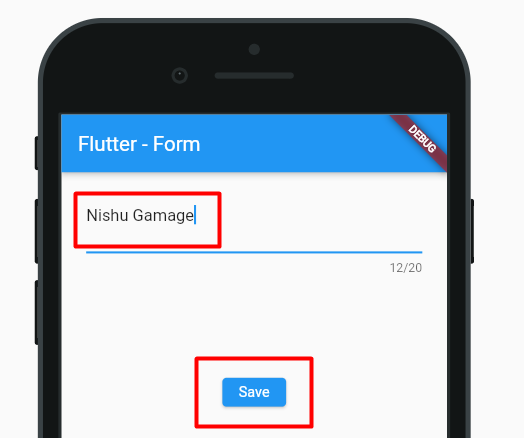 Flutter - Form
DEBUG
Nishu Gamage
12/20
Save